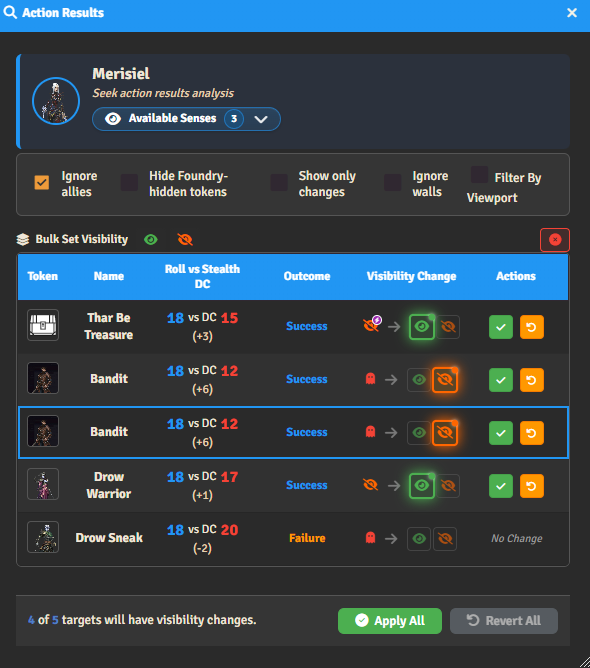 Action Results
Merisiel
Seek action results analysis
Available Senses 3
Ignore allies
Hide Foundry-hidden tokens
Show only changes
Ignore walls
Filter By Viewport
Bulk Set Visibility
Token Name Roll vs Stealth DC Outcome Visibility Change Actions
Thar Be Treasure 18 vs DC 15 (+3) Success
Bandit 18 vs DC 12 (+6) Success
Bandit 18 vs DC 12 (+6) Success
Drow Warrior 18 vs DC 17 (+1) Success
Drow Sneak 18 vs DC 20 (-2) Failure No Change
4 of 5 targets will have visibility changes.
Apply All
Revert All